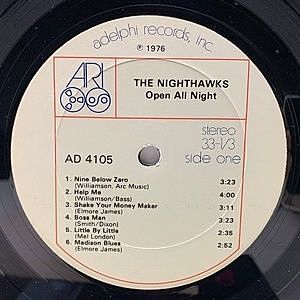 adelphi records, inc.
℗ 1976
ARI
THE NIGHTHAWKS
Open All Night
stereo
33-1/3
AD 4105
side one
1. Nine Below Zero 3:23
(Williamson, Arc Music)
2. Help Me 4:00
(Williamson/Bass)
3. Shake Your Money Maker 3:11
(Elmore James)
4. Boss Man 3:23
(Smith/Dixon)
5. Little By Little 2:35
(Mal London)
6. Madison Blues 2:52
(Elmore James)